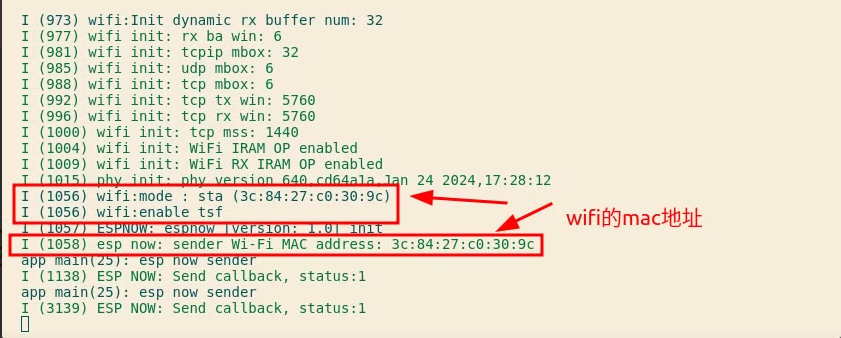 I (973) wifi:Init dynamic rx buffer num: 32
I (977) wifi init: rx ba win: 6
I (981) wifi init: tcpip mbox: 32
I (985) wifi init: udp mbox: 6
I (988) wifi init: tcp mbox: 6
I (992) wifi init: tcp tx win: 5760
I (996) wifi init: tcp rx win: 5760
I (1000) wifi init: tcp mss: 1440
I (1004) wifi init: WiFi IRAM OP enabled
I (1009) wifi init: WiFi RX IRAM OP enabled
I (1015) phy init: phy version 640,cd64a1a,Jan 24 2024,17:28:12
I (1056) wifi:mode : sta (3c:84:27:c0:30:9c)
I (1056) wifi:enable tsf
I (1057) ESPNOW: espnow [version: 1.0] init
I (1058) esp now: sender Wi-Fi MAC address: 3c:84:27:c0:30:9c
wifi的mac地址
app main(25): esp now sender
I (1138) ESP NOW: Send callback, status:1
app main(25): esp now sender
I (3139) ESP NOW: Send callback, status:1